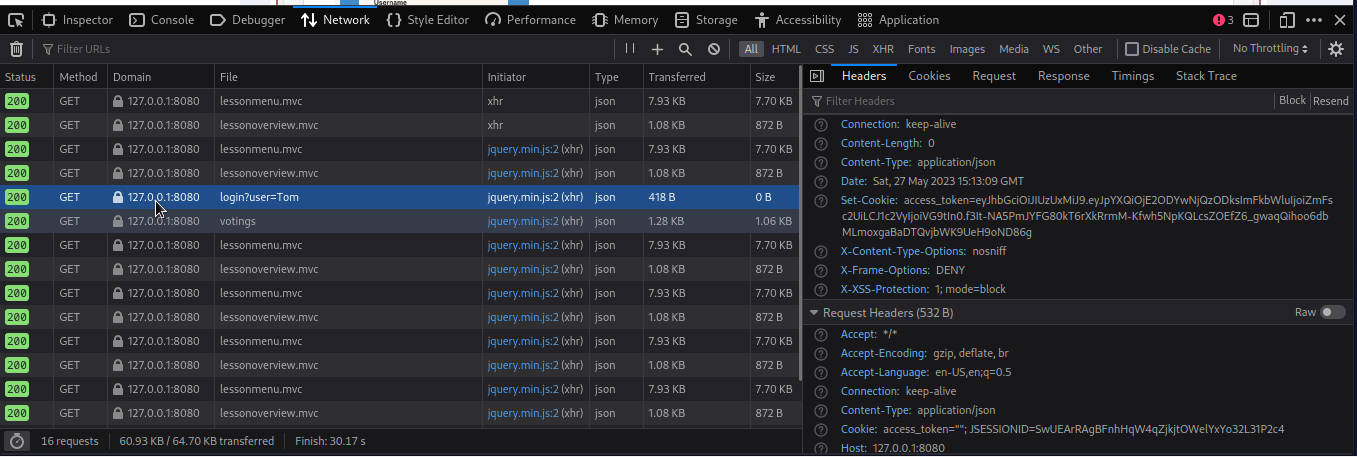 Username
Inspector Console Debugger Network Style Editor Performance Memory Storage Accessibility Application 3
Filter URLs All HTML CSS JS XHR Fonts Images Media WS Other Disable Cache No Throttling
Status Method Domain File Initiator Type Transferred Size
200 GET 127.0.0.1:8080 lessonmenu.mvc xhr json 7.93 KB 7.70 KB
200 GET 127.0.0.1:8080 lessonoverview.mvc xhr json 1.08 KB 872 B
200 GET 127.0.0.1:8080 lessonmenu.mvc jquery.min.js:2 (xhr) json 7.93 KB 7.70 KB
200 GET 127.0.0.1:8080 lessonoverview.mvc jquery.min.js:2 (xhr) json 1.08 KB 872 B
200 GET 127.0.0.1:8080 login?user=Tom jquery.min.js:2 (xhr) json 418 B 0 B
200 GET 127.0.0.1:8080 votings jquery.min.js:2 (xhr) json 1.28 KB 1.06 KB
200 GET 127.0.0.1:8080 lessonmenu.mvc jquery.min.js:2 (xhr) json 7.93 KB 7.70 KB
200 GET 127.0.0.1:8080 lessonoverview.mvc jquery.min.js:2 (xhr) json 1.08 KB 872 B
200 GET 127.0.0.1:8080 lessonmenu.mvc jquery.min.js:2 (xhr) json 7.93 KB 7.70 KB
200 GET 127.0.0.1:8080 lessonoverview.mvc jquery.min.js:2 (xhr) json 1.08 KB 872 B
200 GET 127.0.0.1:8080 lessonmenu.mvc jquery.min.js:2 (xhr) json 7.93 KB 7.70 KB
200 GET 127.0.0.1:8080 lessonoverview.mvc jquery.min.js:2 (xhr) json 1.08 KB 872 B
200 GET 127.0.0.1:8080 lessonmenu.mvc jquery.min.js:2 (xhr) json 7.93 KB 7.70 KB
200 GET 127.0.0.1:8080 lessonoverview.mvc jquery.min.js:2 (xhr) json 1.08 KB 872 B
16 requests 60.93 KB / 64.70 KB transferred Finish: 30.17 s
Headers Cookies Request Response Timings Stack Trace
Filter Headers Block Resend
Connection: keep-alive
Content-Length: 0
Content-Type: application/json
Date: Sat, 27 May 2023 15:13:09 GMT
Set-Cookie: access_token=eyJhbGciOiJIUzUxMiJ9.eyJpYXQiOjE2ODYwNjQzODksImFkbWluIjoiZmFs
c2UiLCJ1c2VyIjoiVG9tIn0.f3It-NA5PmJYFG80kT6rXkRrmM-Kfwh5NpKQLcsZOEfZ6_gwaqQihoo6db
MLmoxgaBaDTQvjbWK9UeH9oND86g
X-Content-Type-Options: nosniff
X-Frame-Options: DENY
X-XSS-Protection: 1; mode=block
Request Headers (532 B) Raw
Accept: */*
Accept-Encoding: gzip, deflate, br
Accept-Language: en-US,en;q=0.5
Connection: keep-alive
Content-Type: application/json
Cookie: access_token=""; JSESSIONID=SwUEArRAgBFnhHqW4qZjkjtOWelYxYo32L31P2c4
Host: 127.0.0.1:8080